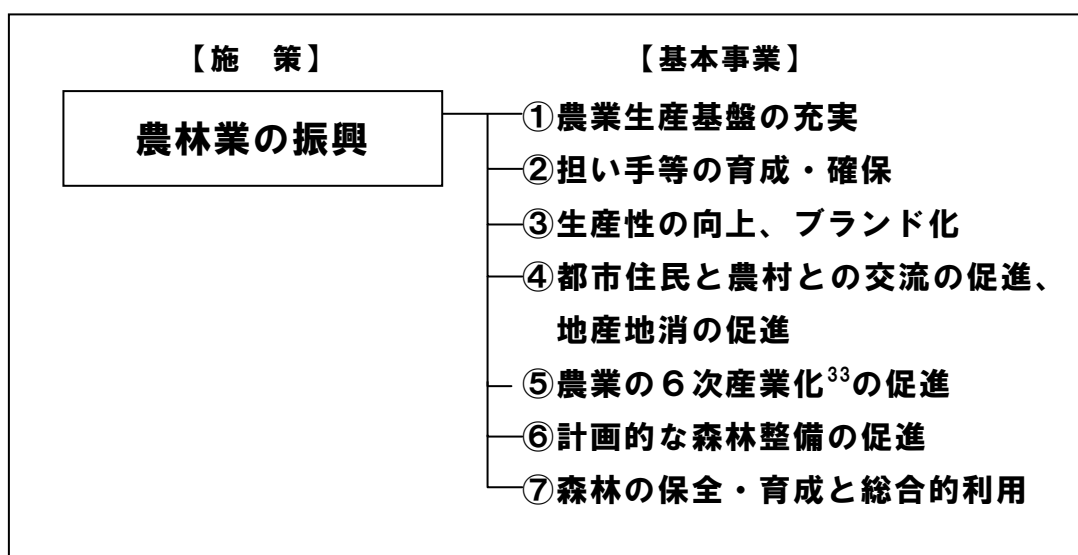 【施　策】
【基本事業】
農林業の振興
①農業生産基盤の充実
②担い手等の育成・確保
③生産性の向上、ブランド化
④都市住民と農村との交流の促進、
地産地消の促進
⑤農業の６次産業化³³の促進
⑥計画的な森林整備の促進
⑦森林の保全・育成と総合的利用